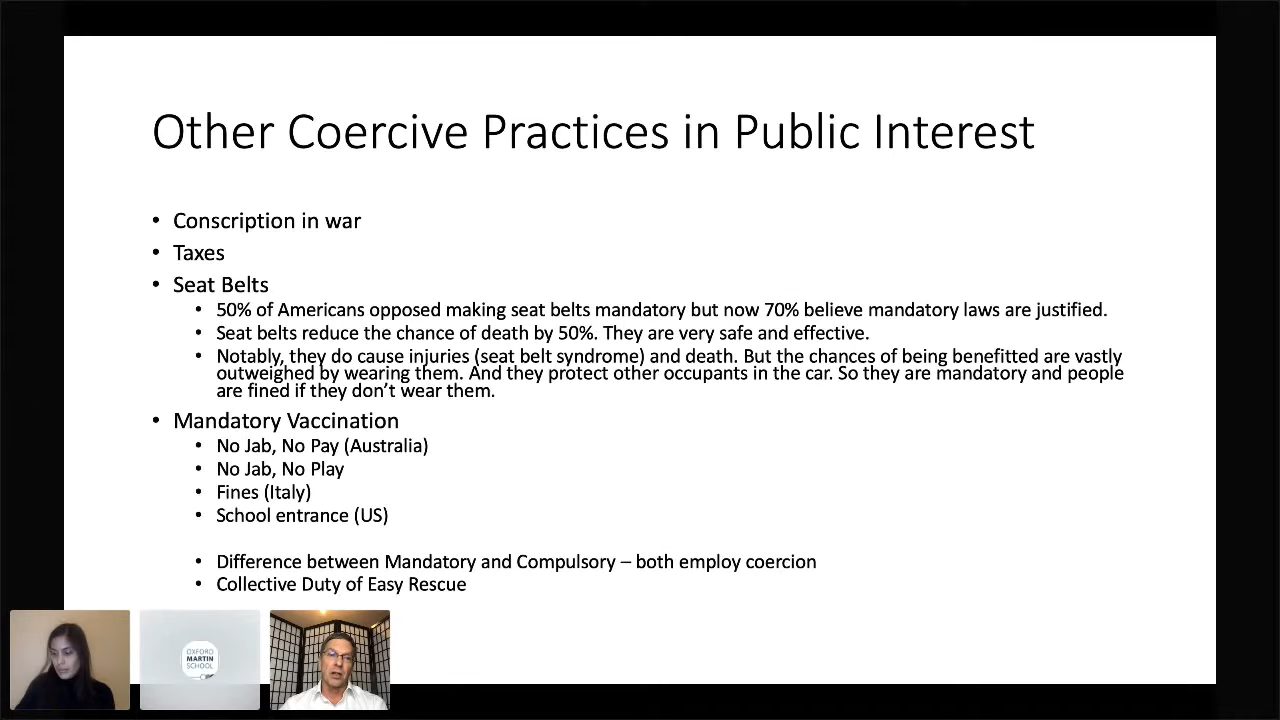 Other Coercive Practices in Public Interest
• Conscription in war
• Taxes
• Seat Belts
• 50% of Americans opposed making seat belts mandatory but now 70% believe mandatory laws are justified.
• Seat belts reduce the chance of death by 50%. They are very safe and effective.
• Notably, they do cause injuries (seat belt syndrome) and death. But the chances of being benefitted are vastly
outweighed by wearing them. And they protect other occupants in the car. So they are mandatory and people
are fined if they don’t wear them.
• Mandatory Vaccination
• No Jab, No Pay (Australia)
• No Jab, No Play
• Fines (Italy)
• School entrance (US)
• Difference between Mandatory and Compulsory – both employ coercion
• Collective Duty of Easy Rescue
OXFORD
MARTIN
SCHOOL